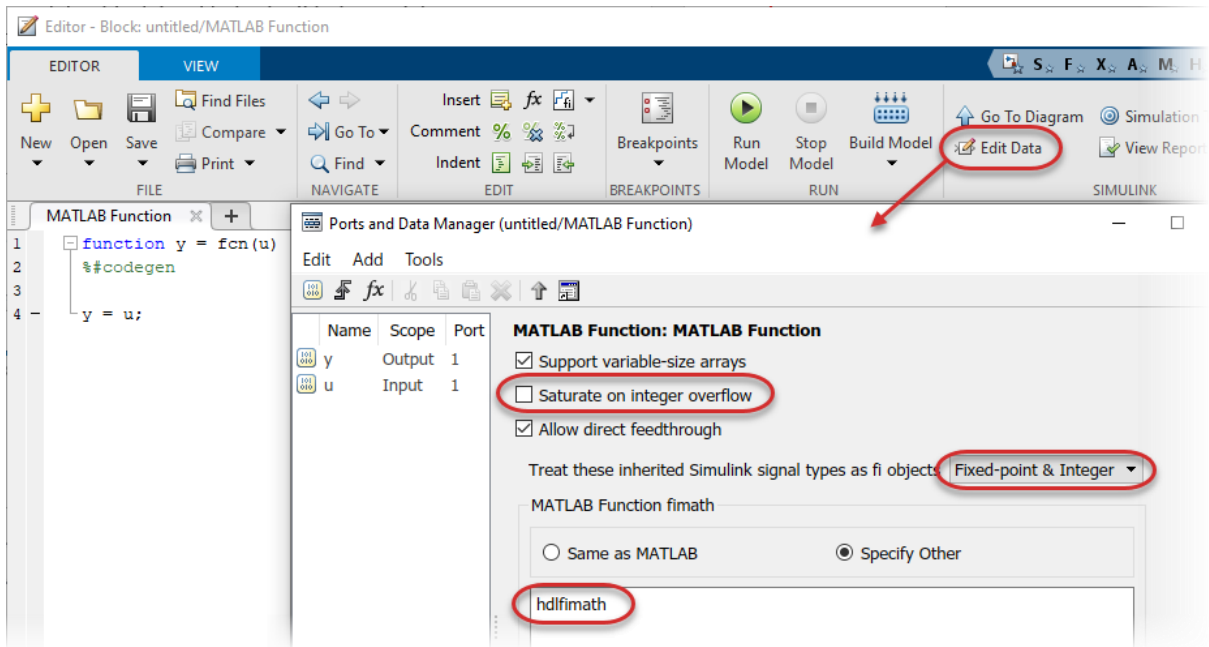 Editor - Block: untitled/MATLAB Function
EDITOR VIEW S F X A M H
Find Files Insert fx
New Open Save Compare Go To Comment Breakpoints Run Model Stop Model Build Model Go To Diagram Simulation
Print Find Indent Edit Data View Report
FILE NAVIGATE EDIT BREAKPOINTS RUN SIMULINK
MATLAB Function
Ports and Data Manager (untitled/MATLAB Function)
1 function y = fcn(u)
2 %#codegen
3
4 y = u;
Edit Add Tools
fx
Name Scope Port
y Output 1
u Input 1
MATLAB Function: MATLAB Function
Support variable-size arrays
Saturate on integer overflow
Allow direct feedthrough
Treat these inherited Simulink signal types as fi objects Fixed-point & Integer
MATLAB Function fimath
Same as MATLAB Specify Other
hdlfimath